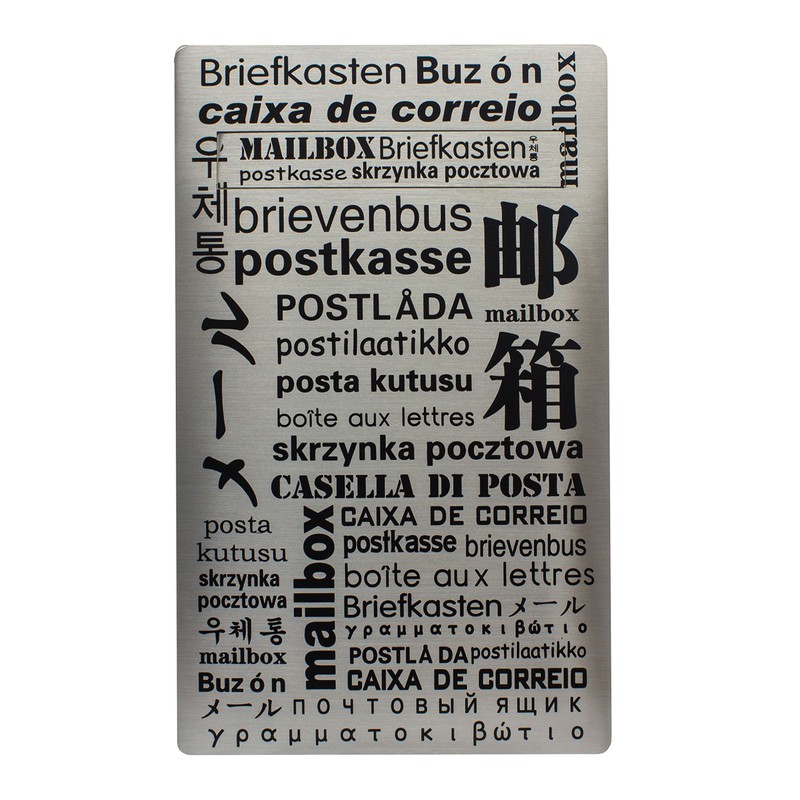 Briefkasten Buzón
caixa de correio
mailbox
우체통
MAILBOX Briefkasten 우체통
postkasse skrzynka pocztowa
brievenbus
postkasse
邮箱
POSTLÅDA
mailbox
postilaatikko
メール
posta kutusu
boîte aux lettres
skrzynka pocztowa
CASELLA DI POSTA
posta
kutusu
skrzynka
pocztowa
우체통
mailbox
Buzón
mailbox
CAIXA DE CORREIO
postkasse brievenbus
boîte aux lettres
Briefkasten メール
γραμματοκιβώτιο
POSTLÅDA postilaatikko
CAIXA DE CORREIO
メール ПОЧТОВЫЙ ЯЩИК
γραμματοκιβώτιο